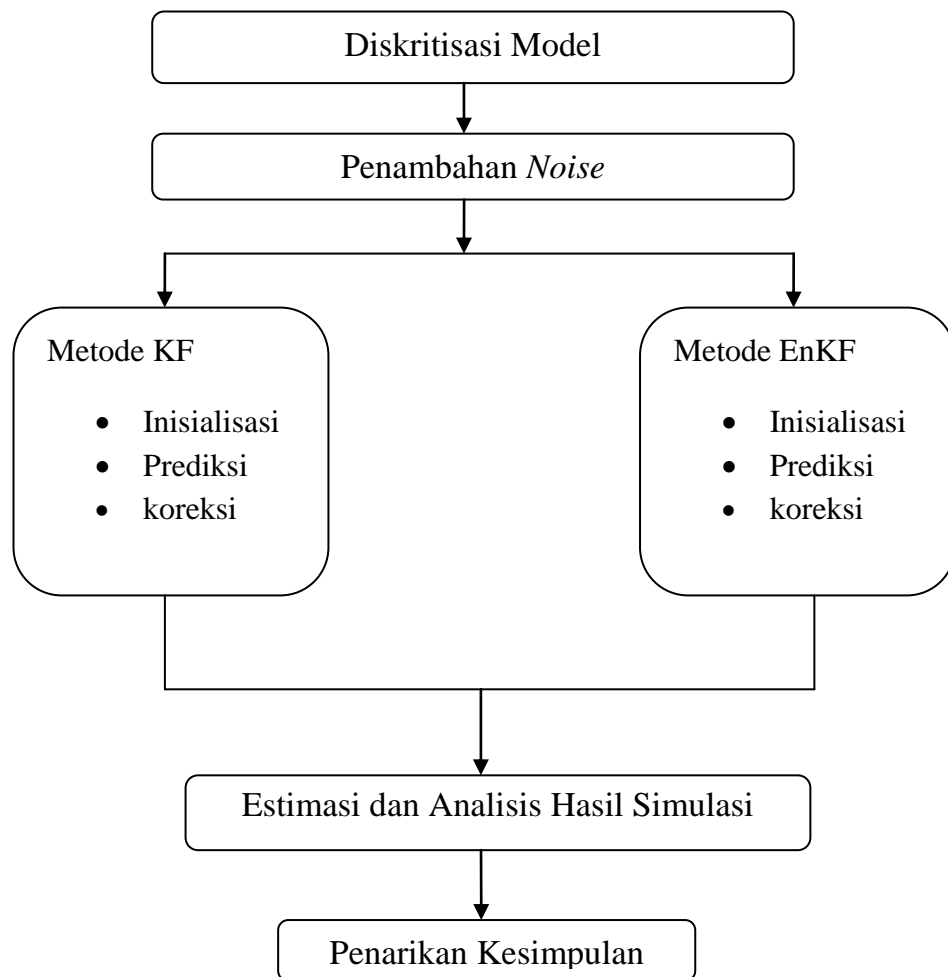 Diskritisasi Model
Penambahan Noise
Metode KF
• Inisialisasi
• Prediksi
• koreksi
Metode EnKF
• Inisialisasi
• Prediksi
• koreksi
Estimasi dan Analisis Hasil Simulasi
Penarikan Kesimpulan